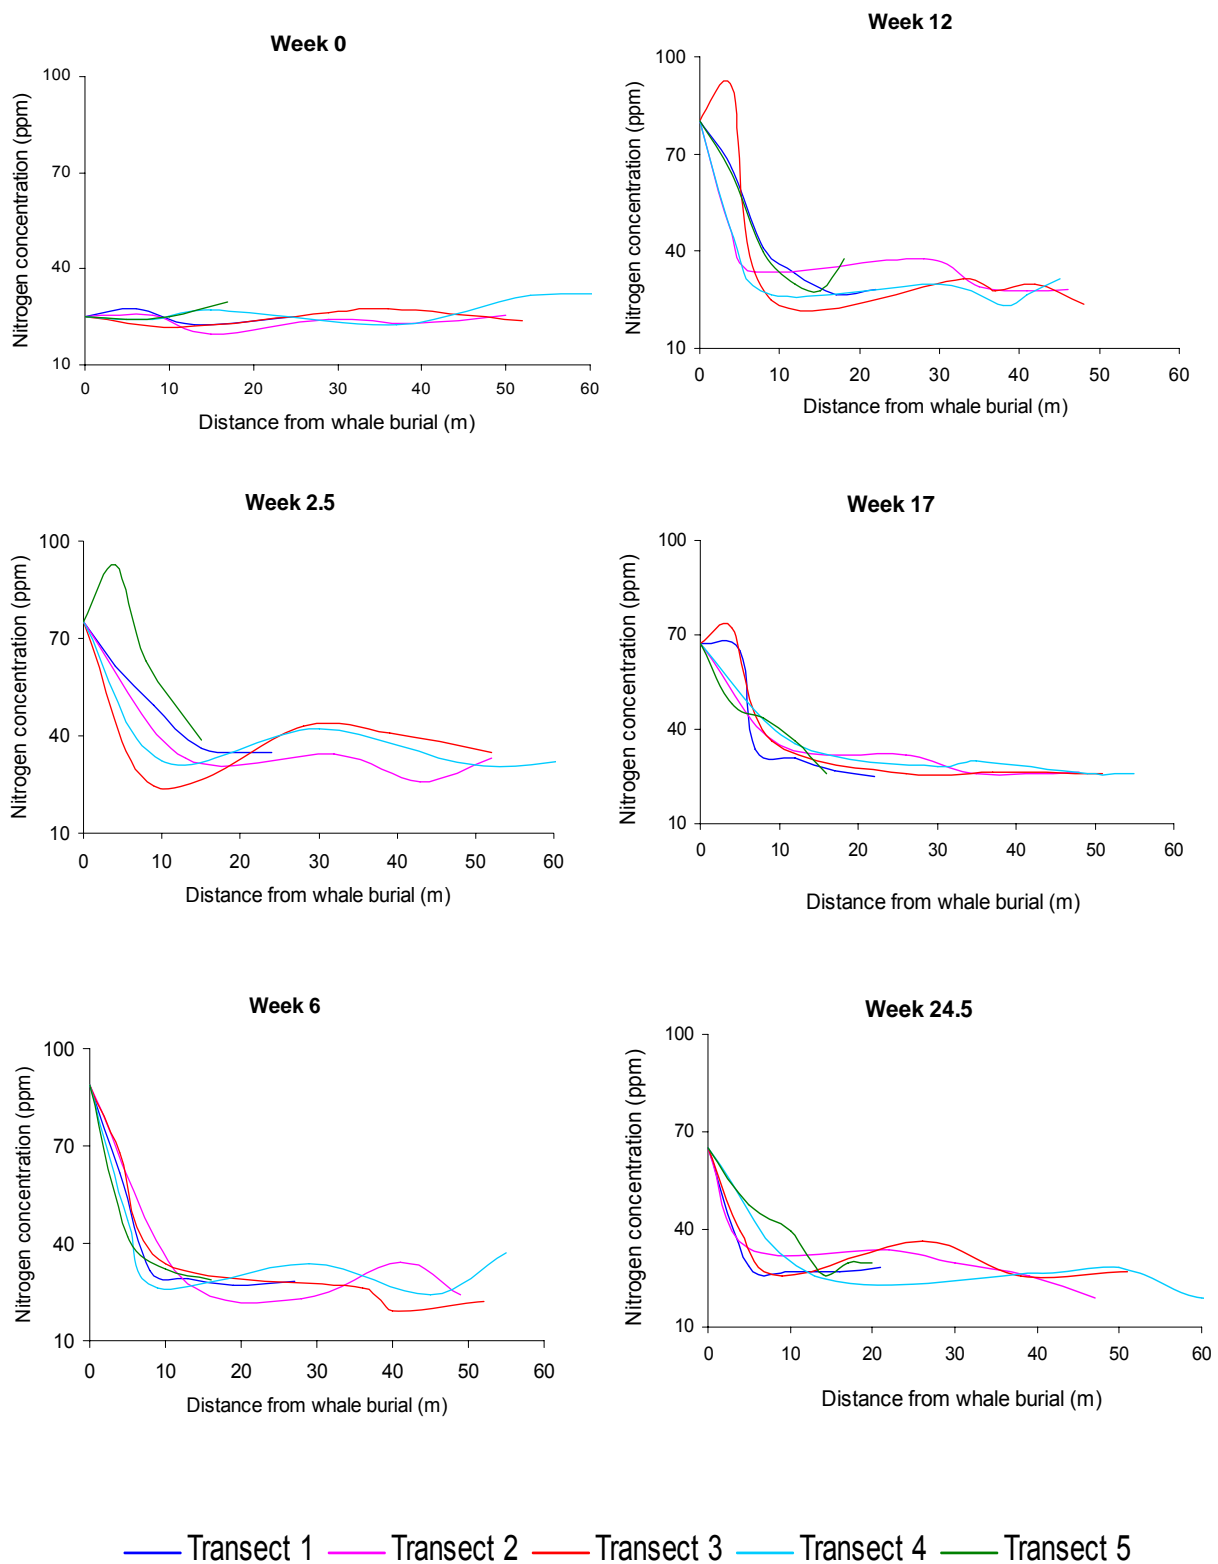 Week 0
Nitrogen concentration (ppm)
100
70
40
10
0 10 20 30 40 50 60
Distance from whale burial (m)
Week 12
Nitrogen concentration (ppm)
100
70
40
10
0 10 20 30 40 50 60
Distance from whale burial (m)
Week 2.5
Nitrogen concentration (ppm)
100
70
40
10
0 10 20 30 40 50 60
Distance from whale burial (m)
Week 17
Nitrogen concentration (ppm)
100
70
40
10
0 10 20 30 40 50 60
Distance from whale burial (m)
Week 6
Nitrogen concentration (ppm)
100
70
40
10
0 10 20 30 40 50 60
Distance from whale burial (m)
Week 24.5
Nitrogen concentration (ppm)
100
70
40
10
0 10 20 30 40 50 60
Distance from whale burial (m)
Transect 1 Transect 2 Transect 3 Transect 4 Transect 5